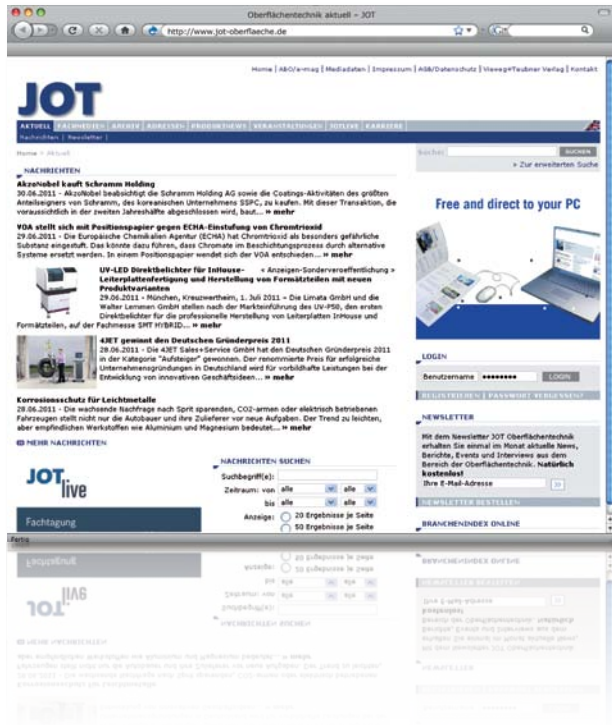 Oberflächentechnik aktuell – JOT
http://www.jot-oberflaeche.de
Home | AbO/e-mag | Mediadaten | Impressum | AGB/Datenschutz | Vieweg+Teubner Verlag | Kontakt
JOT
AKTUELL | FACHMEDIEN | ARCHIV | ADRESSEN | PRODUKTNEWS | VERANSTALTUNGEN | JOTLIVE | KARRIERE
Nachrichten | Newsletter |
Home > Aktuell
Suche:
SUCHEN
» Zur erweiterten Suche
NACHRICHTEN
AkzoNobel kauft Schramm Holding
30.06.2011 - AkzoNobel beabsichtigt die Schramm Holding AG sowie die Coatings-Aktivitäten des größten
Anteilseigners von Schramm, des koreanischen Unternehmens SSPC, zu kaufen. Mit dieser Transaktion, die
voraussichtlich in der zweiten Jahreshälfte abgeschlossen wird, baut... » mehr
VOA stellt sich mit Positionspapier gegen ECHA-Einstufung von Chromtrioxid
29.06.2011 - Die Europäische Chemikalien Agentur (ECHA) hat Chromtrioxid als besonders gefährliche
Substanz eingestuft. Das könnte dazu führen, dass Chromate im Beschichtungsprozess durch alternative
Systeme ersetzt werden. In einem Positionspapier wendet sich der VOA entschieden... » mehr
UV-LED Direktbelichter für InHouse- « Anzeigen-Sonderveroeffentlichung »
Leiterplattenfertigung und Herstellung von Formätzteilen mit neuen
Produktvarianten
29.06.2011 - München, Kreuzwertheim, 1. Juli 2011 – Die Limata GmbH und die
Walter Lemmen GmbH stellen nach der Markteinführung des UV-P50, den ersten
Direktbelichter für die professionelle Herstellung von Leiterplatten InHouse und
Formätzteilen, auf der Fachmesse SMT HYBRID... » mehr
4JET gewinnt den Deutschen Gründerpreis 2011
28.06.2011 - Die 4JET Sales+Service GmbH hat den Deutschen Gründerpreis 2011
in der Kategorie "Aufsteiger" gewonnen. Der renommierte Preis für erfolgreiche
Unternehmensgründungen in Deutschland wird für vorbildhafte Leistungen bei der
Entwicklung von innovativen Geschäftsideen... » mehr
Korrosionsschutz für Leichtmetalle
28.06.2011 - Die wachsende Nachfrage nach Sprit sparenden, CO2-armen oder elektrisch betriebenen
Fahrzeugen stellt nicht nur die Autobauer und ihre Zulieferer vor neue Aufgaben. Der Trend zu leichten,
aber empfindlichen Werkstoffen wie Aluminium und Magnesium bedeutet... » mehr
MEHR NACHRICHTEN
JOT live
Fachtagung
NACHRICHTEN SUCHEN
Suchbegriff(e):
Zeitraum: von alle alle
bis alle alle
Anzeige: 20 Ergebnisse je Seite
50 Ergebnisse je Seite
Free and direct to your PC
LOGIN
Benutzername
LOGIN
REGISTRIEREN | PASSWORT VERGESSEN?
NEWSLETTER
Mit dem Newsletter JOT Oberflächentechnik
erhalten Sie einmal im Monat aktuelle News,
Berichte, Events und Interviews aus dem
Bereich der Oberflächentechnik. Natürlich
kostenlos!
Ihre E-Mail-Adresse
NEWSLETTER BESTELLEN
BRANCHENINDEX ONLINE
Fertig